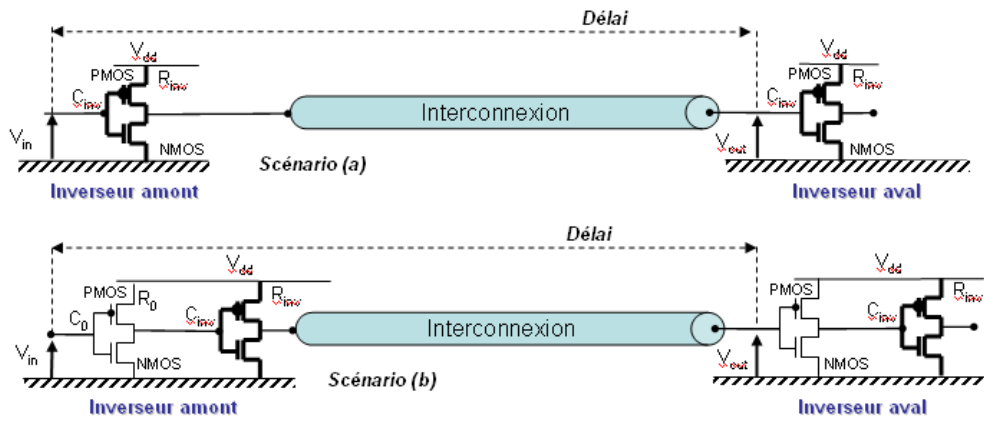 Délai
Vdd
Vdd
PMOS
Rinv
PMOS
Rinv
Cinv
Interconnexion
Cinv
Vin
Vout
NMOS
NMOS
Scénario (a)
Inverseur amont
Inverseur aval
Délai
Vdd
Vdd
PMOS
R0
Rinv
PMOS
Rinv
C0
Cinv
Interconnexion
Cinv
Vin
Vout
NMOS
NMOS
Scénario (b)
Inverseur amont
Inverseur aval